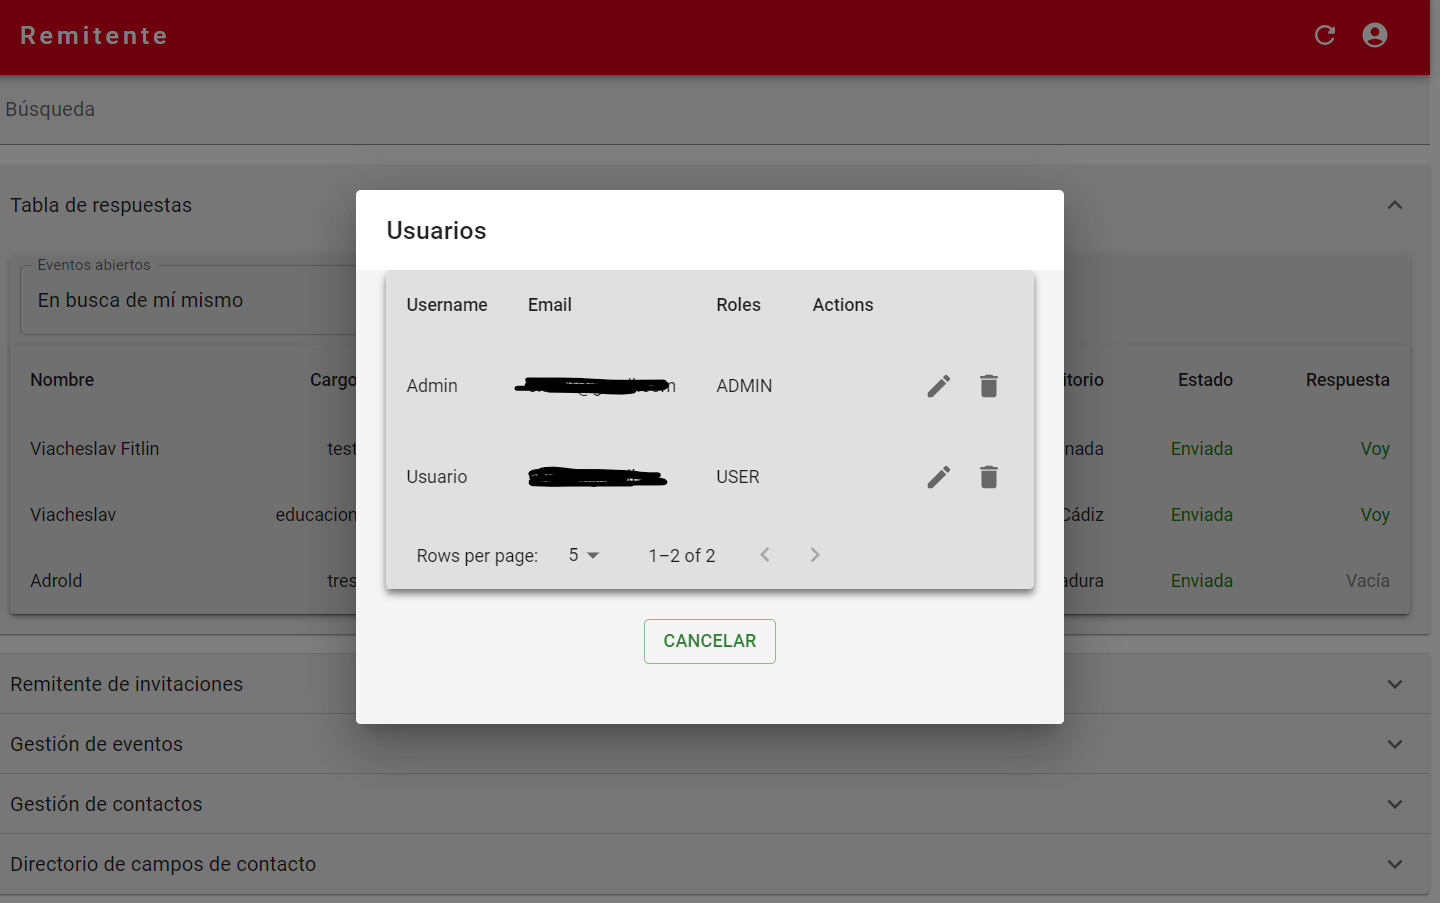 Remitente
Búsqueda
Tabla de respuestas
Eventos abiertos
En busca de mí mismo
Nombre Cargo itorio Estado Respuesta
Viacheslav Fitlin test nada Enviada Voy
Viacheslav educacion Cádiz Enviada Voy
Adrold tres adura Enviada Vacía
Usuarios
Username Email Roles Actions
Admin ADMIN
Usuario USER
Rows per page: 5 1–2 of 2
CANCELAR
Remitente de invitaciones
Gestión de eventos
Gestión de contactos
Directorio de campos de contacto